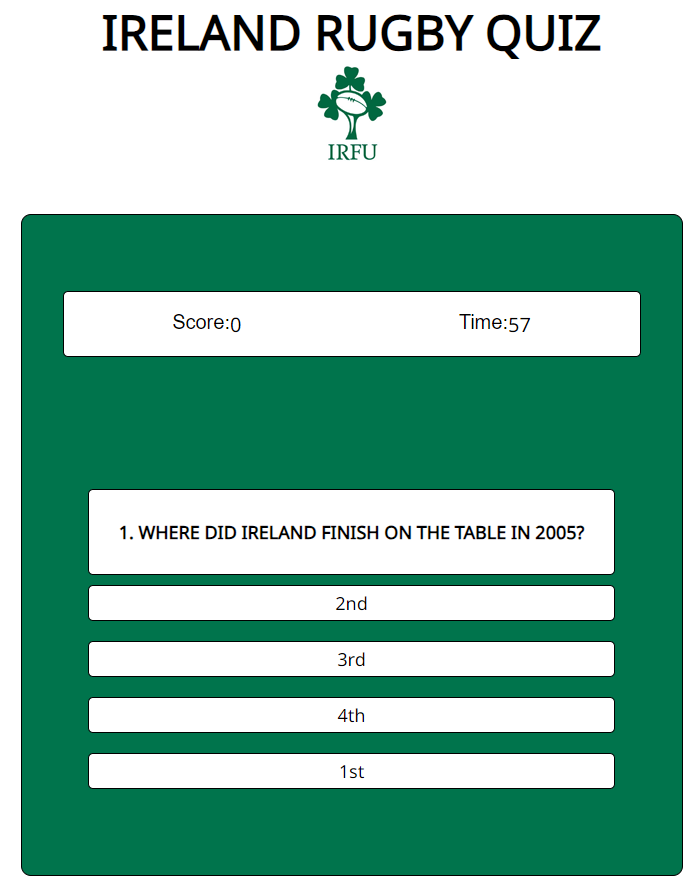 IRELAND RUGBY QUIZ
IRFU
Score:0 Time:57
1. WHERE DID IRELAND FINISH ON THE TABLE IN 2005?
2nd
3rd
4th
1st